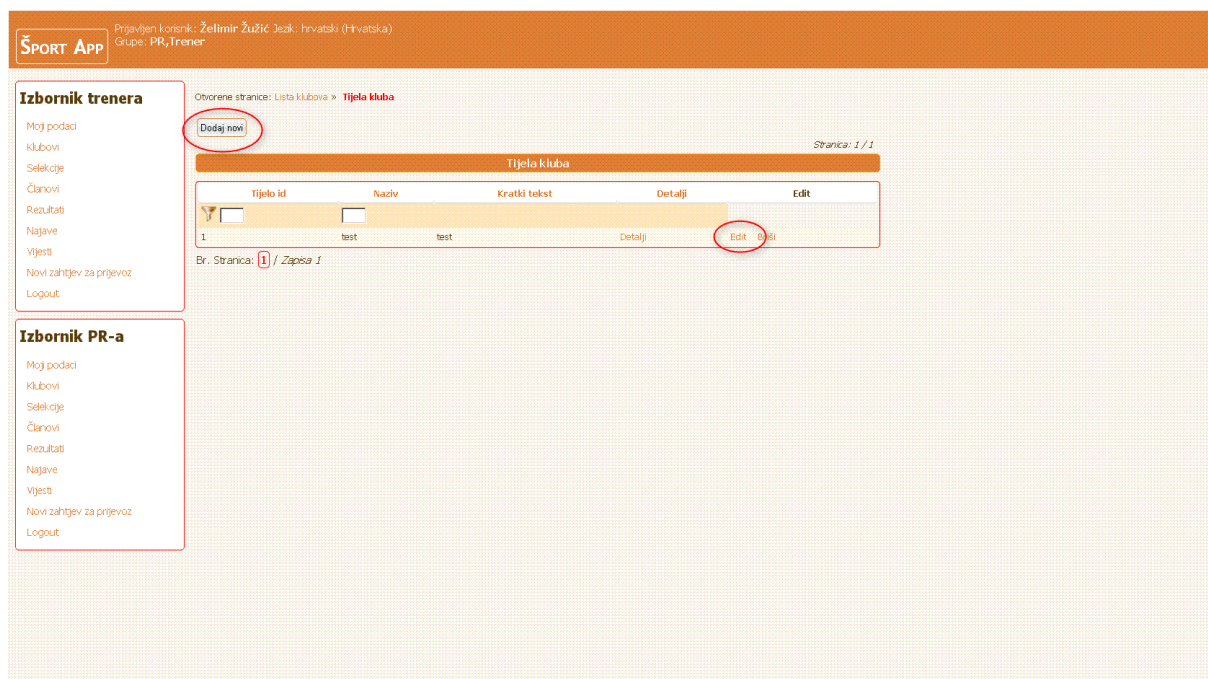 ŠPORT APP
Prijavljen korisnik: Želimir Žužić Jezik: hrvatski (Hrvatska)
Grupe: PR,Trener
Izbornik trenera
Moji podaci
Klubovi
Selekcije
Članovi
Rezultati
Najave
Vijesti
Novi zahtjev za prijevoz
Logout
Izbornik PR-a
Moji podaci
Klubovi
Selekcije
Članovi
Rezultati
Najave
Vijesti
Novi zahtjev za prijevoz
Logout
Otvorene stranice: Lista klubova » Tijela kluba
Dodaj novi
Stranica: 1 / 1
Tijela kluba
Tijelo id Naziv Kratki tekst Detalji Edit
1 test test Detalji Edit Briši
Br. Stranica: 1 / Zapisa 1